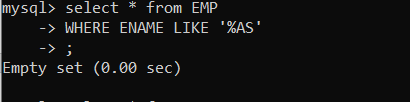 mysql> select * from EMP
    -> WHERE ENAME LIKE '%AS'
    -> ;
Empty set (0.00 sec)